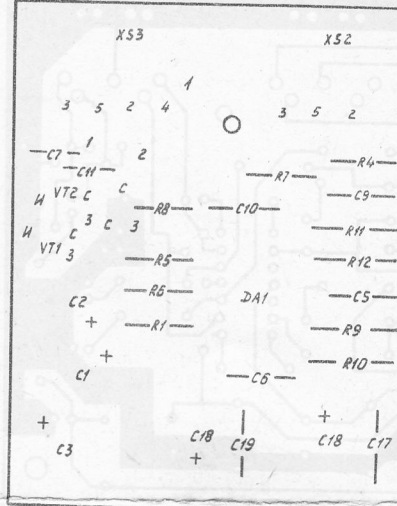 XS3 XS2
1
3 5 2 4 3 5 2
1
C7 2 R4
C11 R7
И VT2 C C C9
R8 C10
3 C 3 R11
И C
VT1 3 R5 R12
R6 DA1 C5
C2
+ R1 R9
+ R10
C1 C6
+ C18 C19 + C18 C17
C3 +